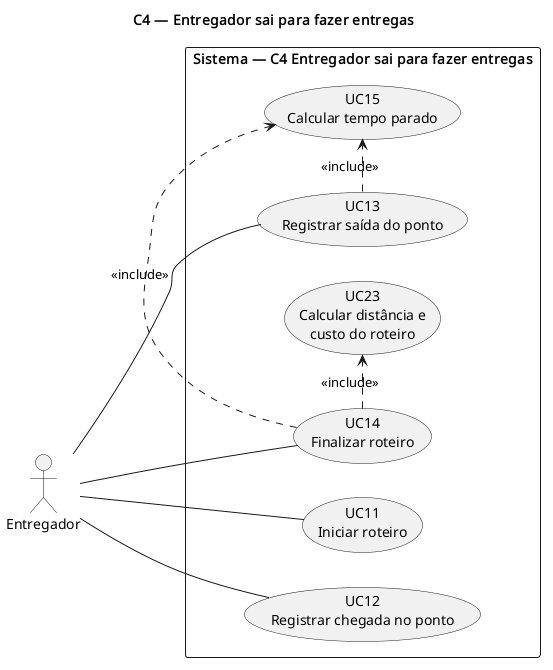 C4 — Entregador sai para fazer entregas
Sistema — C4 Entregador sai para fazer entregas
UC15
Calcular tempo parado
«include»
UC13
Registrar saída do ponto
«include»
UC23
Calcular distância e
custo do roteiro
«include»
UC14
Finalizar roteiro
Entregador
UC11
Iniciar roteiro
UC12
Registrar chegada no ponto